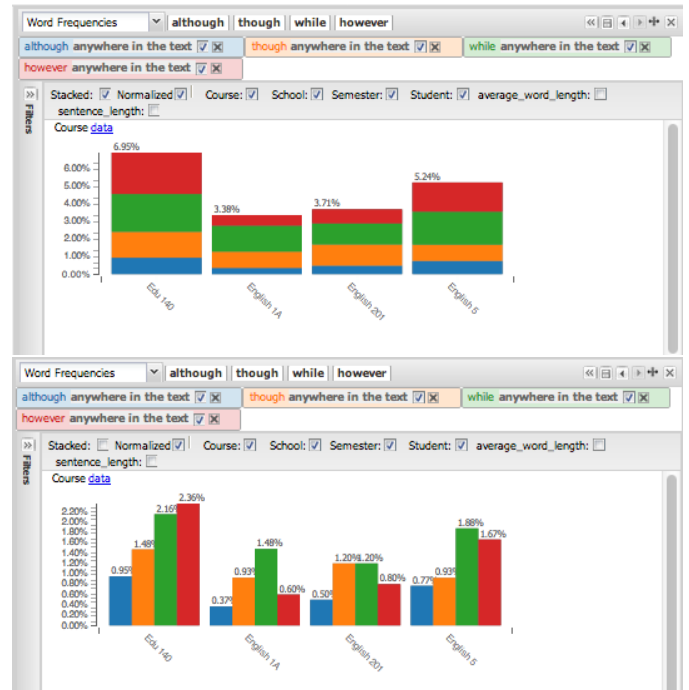 Word Frequencies although though while however
although anywhere in the text though anywhere in the text while anywhere in the text
however anywhere in the text
Filters
Stacked: Normalized Course: School: Semester: Student: average_word_length:
sentence_length:
Course data
6.95%
6.00%
5.00%
4.00%
3.00%
2.00%
1.00%
0.00%
3.38%
3.71%
5.24%
Edu 140
English 1A
English 201
English 5
Word Frequencies although though while however
although anywhere in the text though anywhere in the text while anywhere in the text
however anywhere in the text
Filters
Stacked: Normalized Course: School: Semester: Student: average_word_length:
sentence_length:
Course data
2.20%
2.00%
1.80%
1.60%
1.40%
1.20%
1.00%
0.80%
0.60%
0.40%
0.20%
0.00%
0.95% 1.48% 2.16% 2.36%
0.37% 0.93% 1.48% 0.60%
0.50% 1.20% 1.20% 0.80%
0.77% 0.93% 1.88% 1.67%
Edu 140
English 1A
English 201
English 5